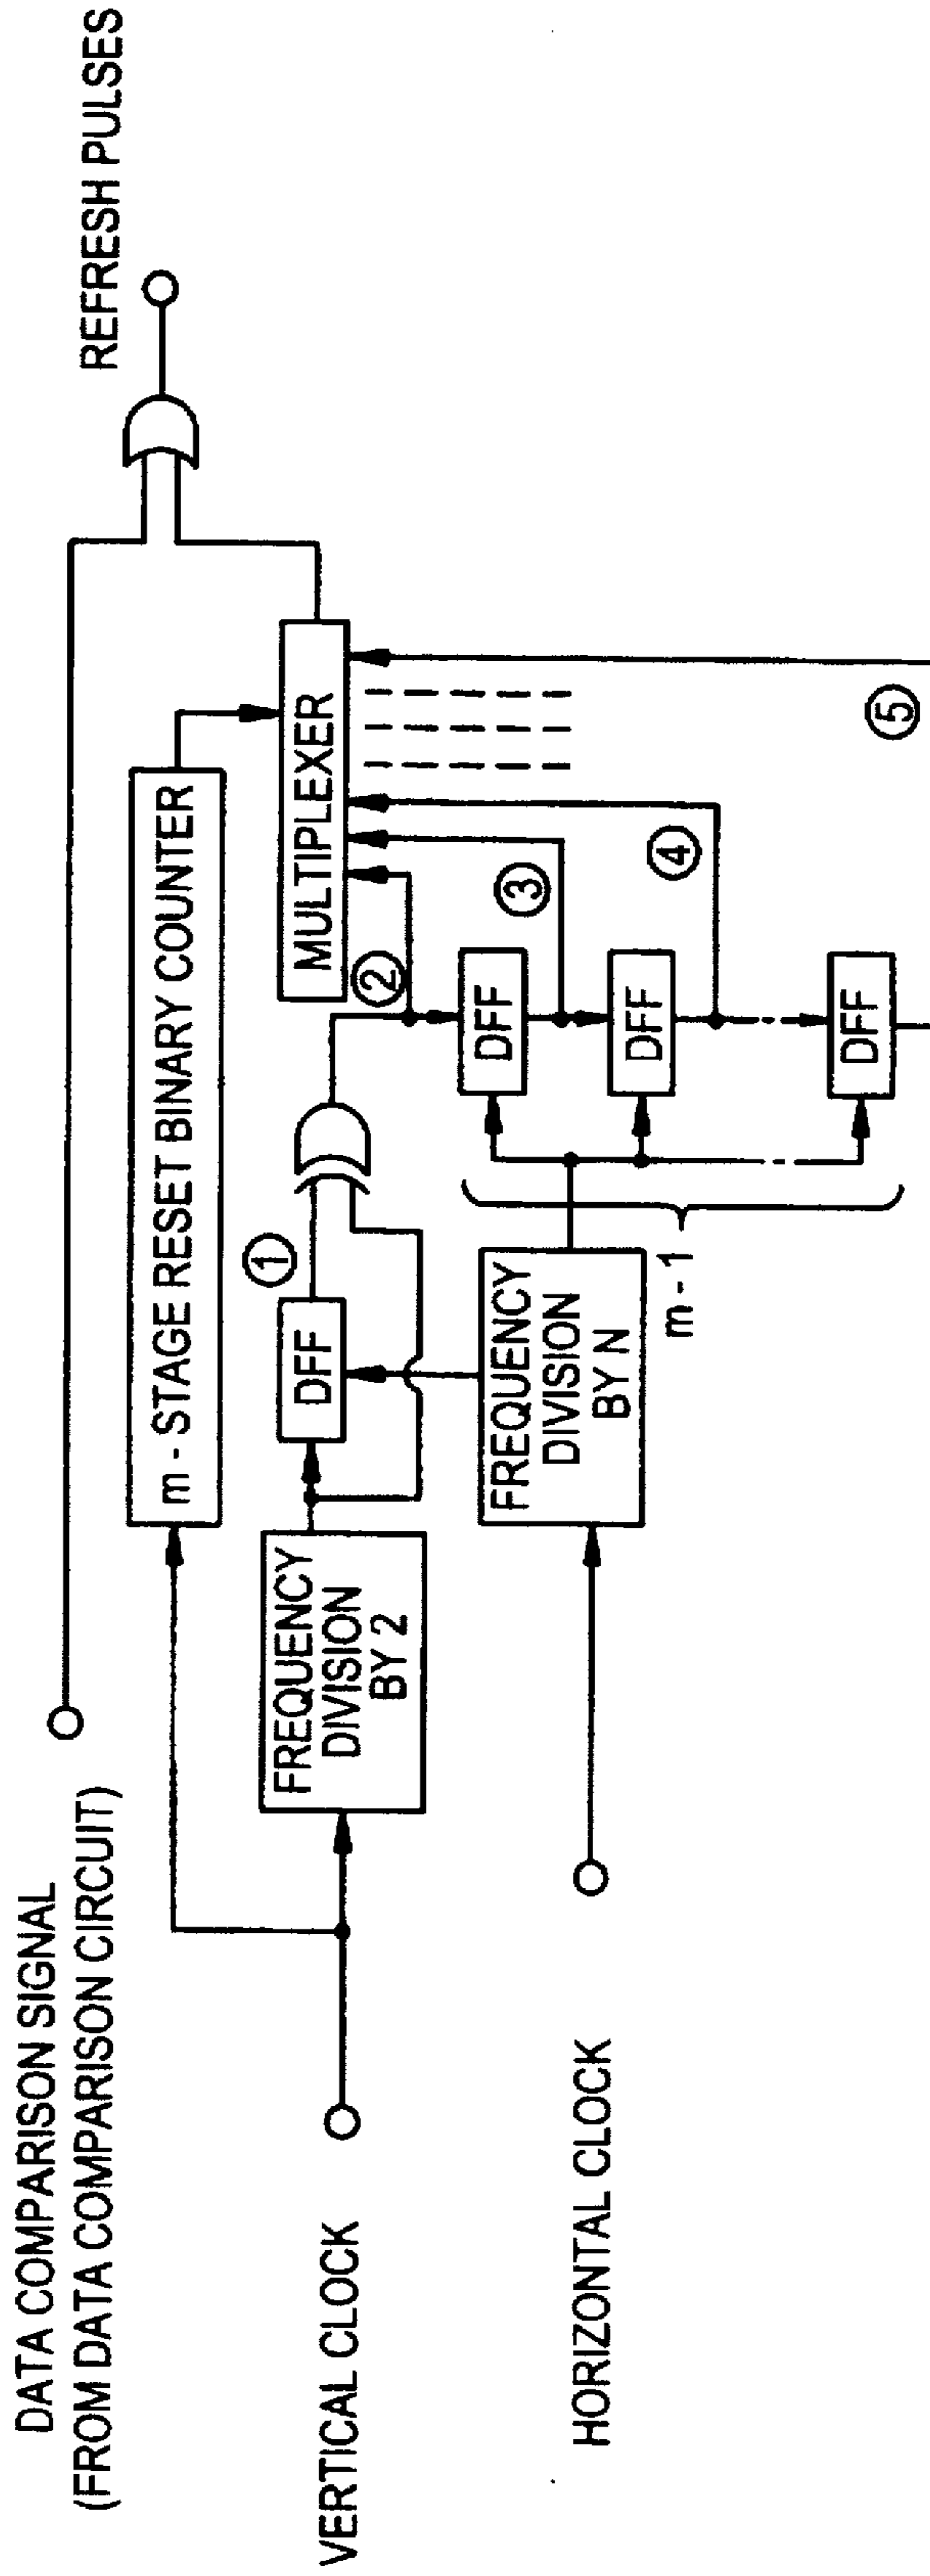 DATA COMPARISON SIGNAL
(FROM DATA COMPARISON CIRCUIT)
REFRESH PULSES
m - STAGE RESET BINARY COUNTER
VERTICAL CLOCK
FREQUENCY
DIVISION
BY 2
DFF
①
②
MULTIPLEXER
HORIZONTAL CLOCK
FREQUENCY
DIVISION
BY N
m - 1
DFF
③
DFF
④
DFF
⑤